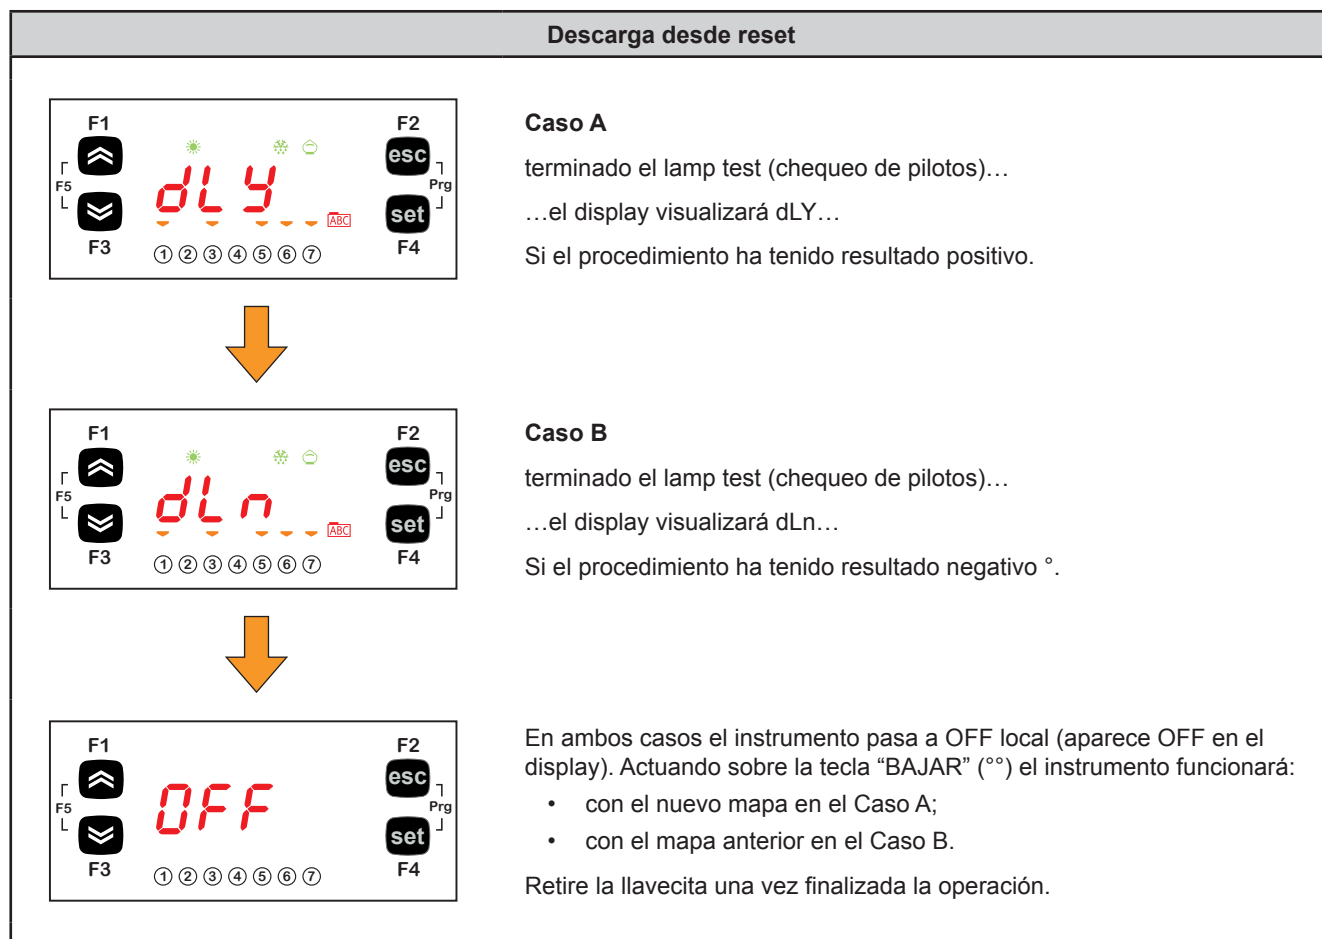 Descarga desde reset
F1
F2
esc
F5
Prg
dLY
ABC
set
F3
F4
1 2 3 4 5 6 7
Caso A
terminado el lamp test (chequeo de pilotos)…
…el display visualizará dLY…
Si el procedimiento ha tenido resultado positivo.
F1
F2
esc
F5
Prg
dLn
ABC
set
F3
F4
1 2 3 4 5 6 7
Caso B
terminado el lamp test (chequeo de pilotos)…
…el display visualizará dLn…
Si el procedimiento ha tenido resultado negativo °.
F1
F2
esc
F5
Prg
OFF
set
F3
F4
1 2 3 4 5 6 7
En ambos casos el instrumento pasa a OFF local (aparece OFF en el
display). Actuando sobre la tecla “BAJAR” (°°) el instrumento funcionará:
• con el nuevo mapa en el Caso A;
• con el mapa anterior en el Caso B.
Retire la llavecita una vez finalizada la operación.